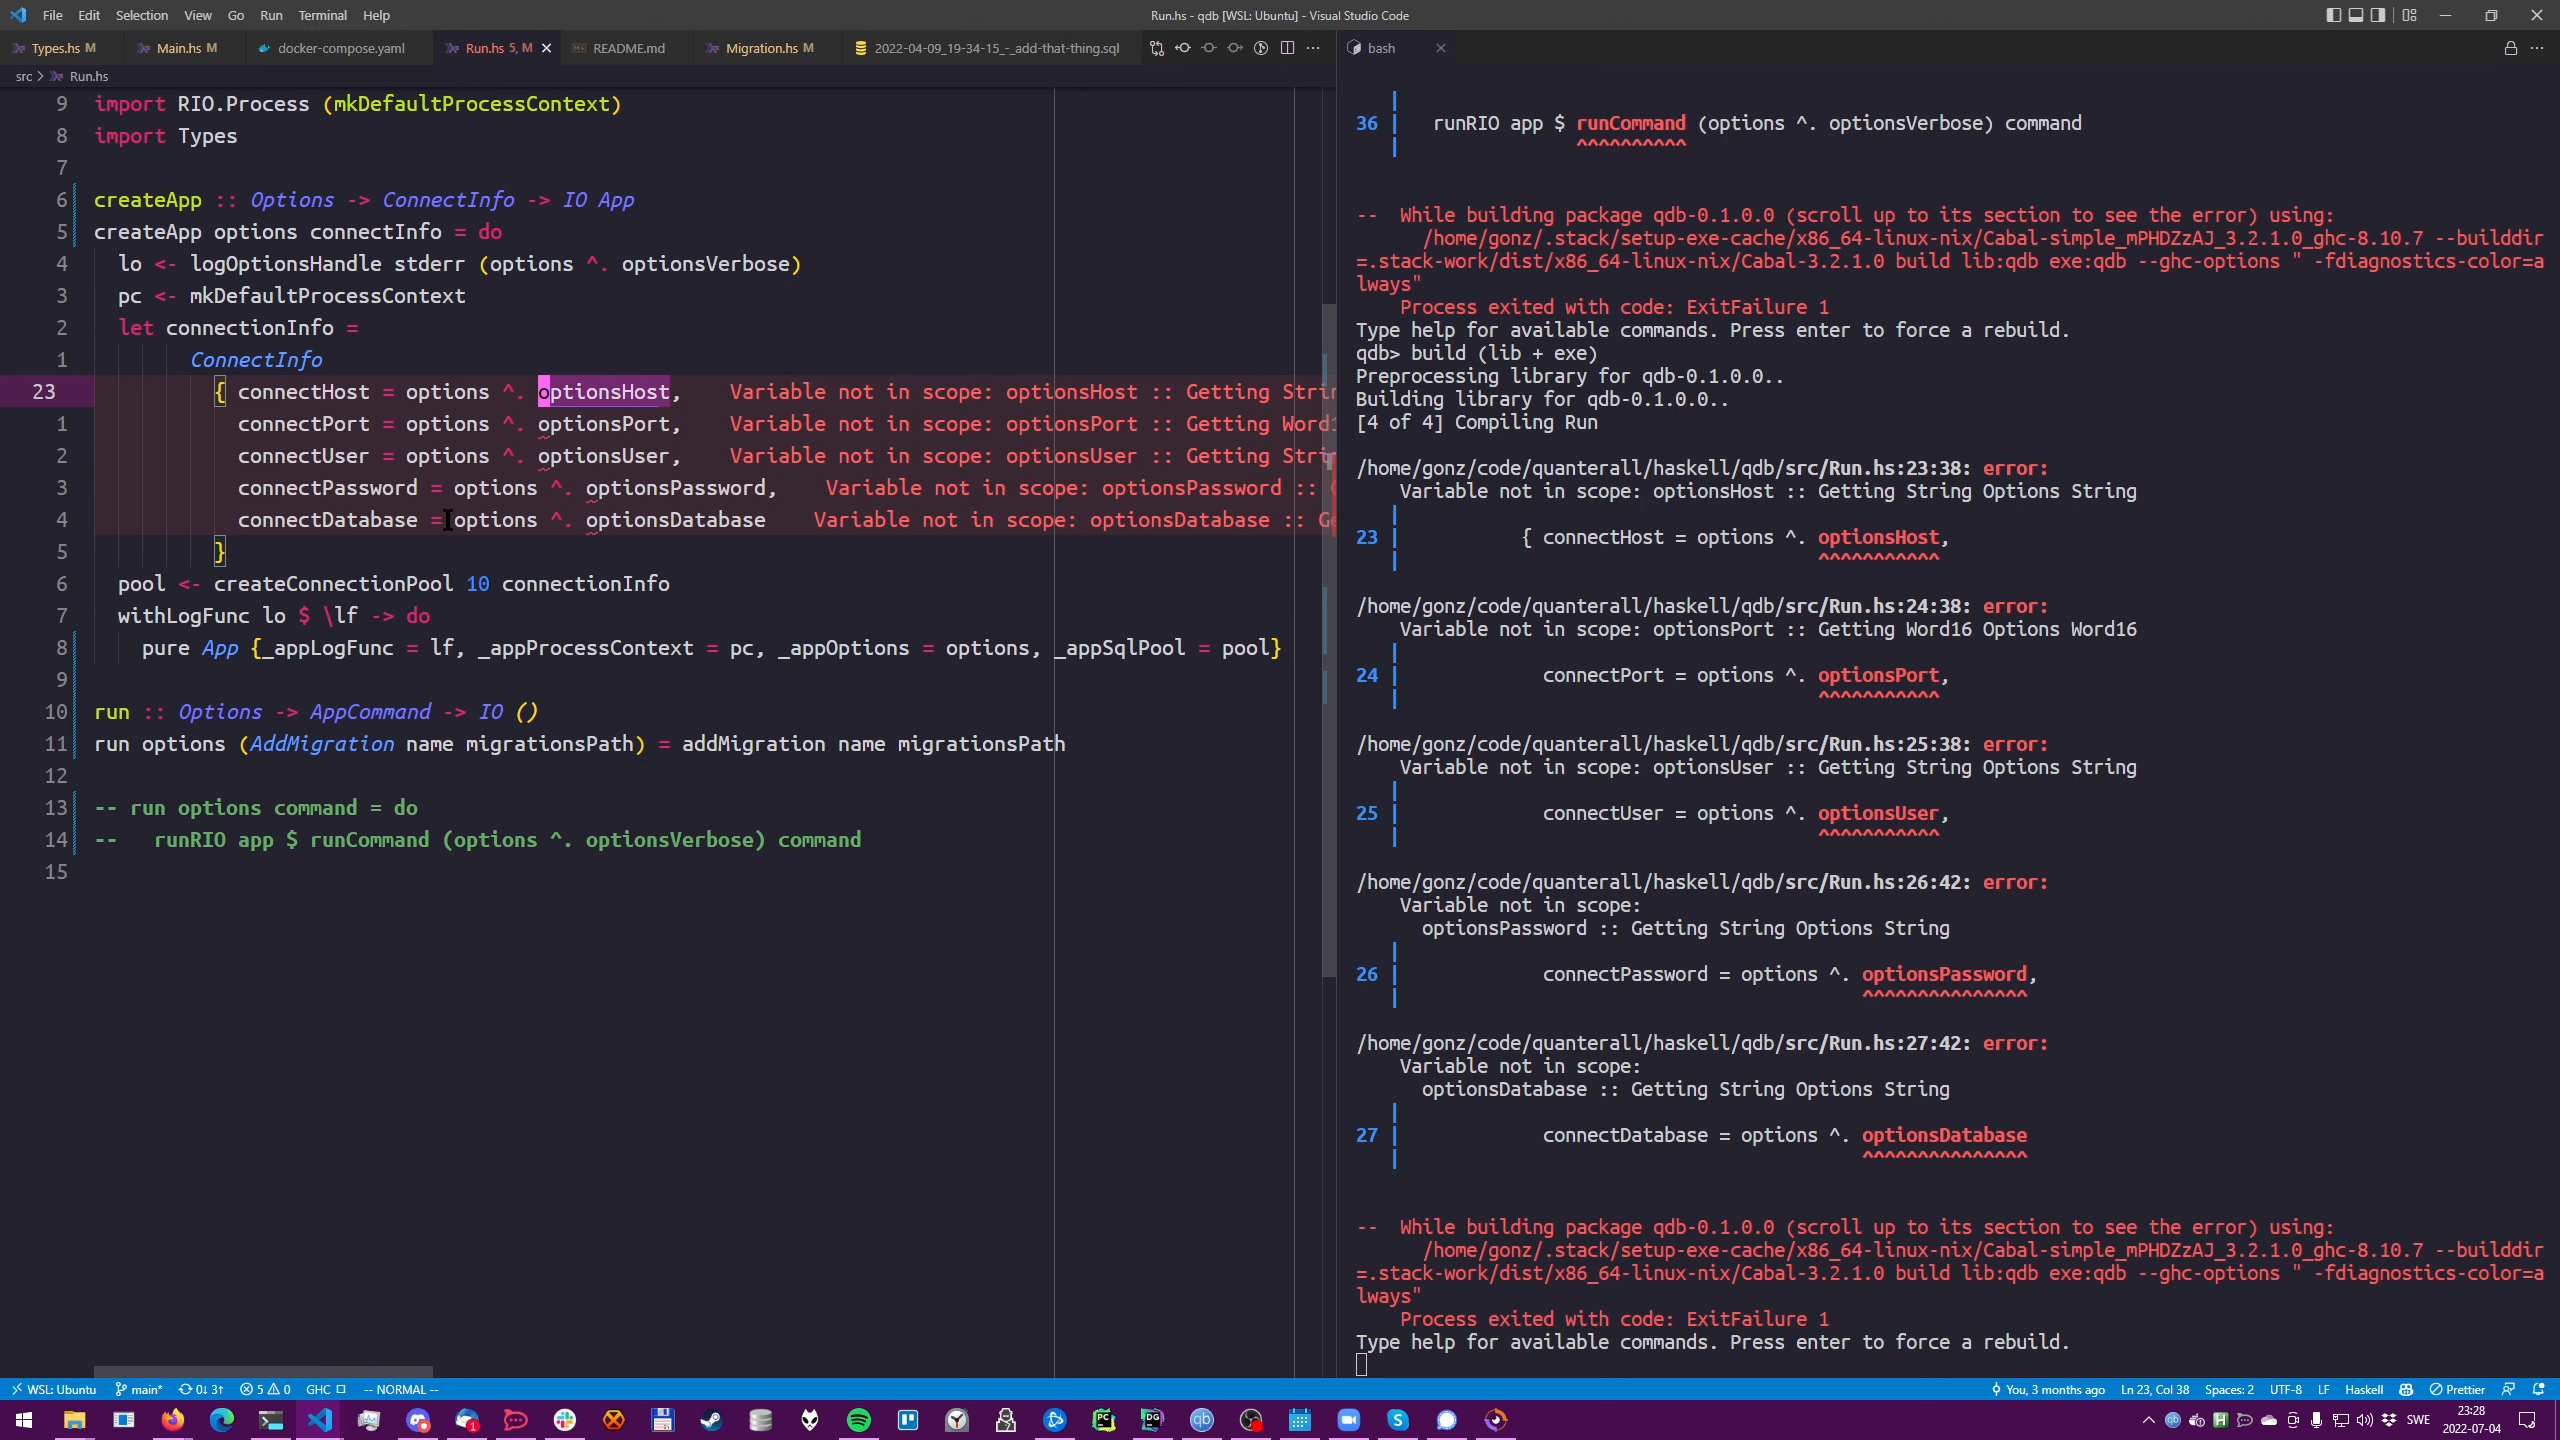 File Edit Selection View Go Run Terminal Help
Run.hs - qdb [WSL: Ubuntu] - Visual Studio Code
Types.hs M
Main.hs M
docker-compose.yaml
Run.hs 5, M
README.md
Migration.hs M
2022-04-09_19-34-15_-_add-that-thing.sql
bash
src > Run.hs
9 import RIO.Process (mkDefaultProcessContext)
8 import Types
7
6 createApp :: Options -> ConnectInfo -> IO App
5 createApp options connectInfo = do
4 lo <- logOptionsHandle stderr (options ^. optionsVerbose)
3 pc <- mkDefaultProcessContext
2 let connectionInfo =
1 ConnectInfo
23 { connectHost = options ^. optionsHost, Variable not in scope: optionsHost :: Getting Strin
1 connectPort = options ^. optionsPort, Variable not in scope: optionsPort :: Getting Word1
2 connectUser = options ^. optionsUser, Variable not in scope: optionsUser :: Getting Stri
3 connectPassword = options ^. optionsPassword, Variable not in scope: optionsPassword ::
4 connectDatabase = options ^. optionsDatabase Variable not in scope: optionsDatabase :: Ge
5 }
6 pool <- createConnectionPool 10 connectionInfo
7 withLogFunc lo $ \lf -> do
8 pure App {_appLogFunc = lf, _appProcessContext = pc, _appOptions = options, _appSqlPool = pool}
9
10 run :: Options -> AppCommand -> IO ()
11 run options (AddMigration name migrationsPath) = addMigration name migrationsPath
12
13 -- run options command = do
14 -- runRIO app $ runCommand (options ^. optionsVerbose) command
15
36 | runRIO app $ runCommand (options ^. optionsVerbose) command
| ^^^^^^^^^^
-- While building package qdb-0.1.0.0 (scroll up to its section to see the error) using:
/home/gonz/.stack/setup-exe-cache/x86_64-linux-nix/Cabal-simple_mPHDZzAJ_3.2.1.0_ghc-8.10.7 --builddir
=.stack-work/dist/x86_64-linux-nix/Cabal-3.2.1.0 build lib:qdb exe:qdb --ghc-options " -fdiagnostics-color=a
lways"
Process exited with code: ExitFailure 1
Type help for available commands. Press enter to force a rebuild.
qdb> build (lib + exe)
Preprocessing library for qdb-0.1.0.0..
Building library for qdb-0.1.0.0..
[4 of 4] Compiling Run
/home/gonz/code/quanterall/haskell/qdb/src/Run.hs:23:38: error:
Variable not in scope: optionsHost :: Getting String Options String
|
23 | { connectHost = options ^. optionsHost,
| ^^^^^^^^^^^
/home/gonz/code/quanterall/haskell/qdb/src/Run.hs:24:38: error:
Variable not in scope: optionsPort :: Getting Word16 Options Word16
|
24 | connectPort = options ^. optionsPort,
| ^^^^^^^^^^^
/home/gonz/code/quanterall/haskell/qdb/src/Run.hs:25:38: error:
Variable not in scope: optionsUser :: Getting String Options String
|
25 | connectUser = options ^. optionsUser,
| ^^^^^^^^^^^
/home/gonz/code/quanterall/haskell/qdb/src/Run.hs:26:42: error:
Variable not in scope:
optionsPassword :: Getting String Options String
|
26 | connectPassword = options ^. optionsPassword,
| ^^^^^^^^^^^^^^^
/home/gonz/code/quanterall/haskell/qdb/src/Run.hs:27:42: error:
Variable not in scope:
optionsDatabase :: Getting String Options String
|
27 | connectDatabase = options ^. optionsDatabase
| ^^^^^^^^^^^^^^^
-- While building package qdb-0.1.0.0 (scroll up to its section to see the error) using:
/home/gonz/.stack/setup-exe-cache/x86_64-linux-nix/Cabal-simple_mPHDZzAJ_3.2.1.0_ghc-8.10.7 --builddir
=.stack-work/dist/x86_64-linux-nix/Cabal-3.2.1.0 build lib:qdb exe:qdb --ghc-options " -fdiagnostics-color=a
lways"
Process exited with code: ExitFailure 1
Type help for available commands. Press enter to force a rebuild.
WSL: Ubuntu main* 0↓ 3↑ 5 0 GHC -- NORMAL --
You, 3 months ago Ln 23, Col 38 Spaces: 2 UTF-8 LF Haskell Prettier
SWE
23:28
2022-07-04